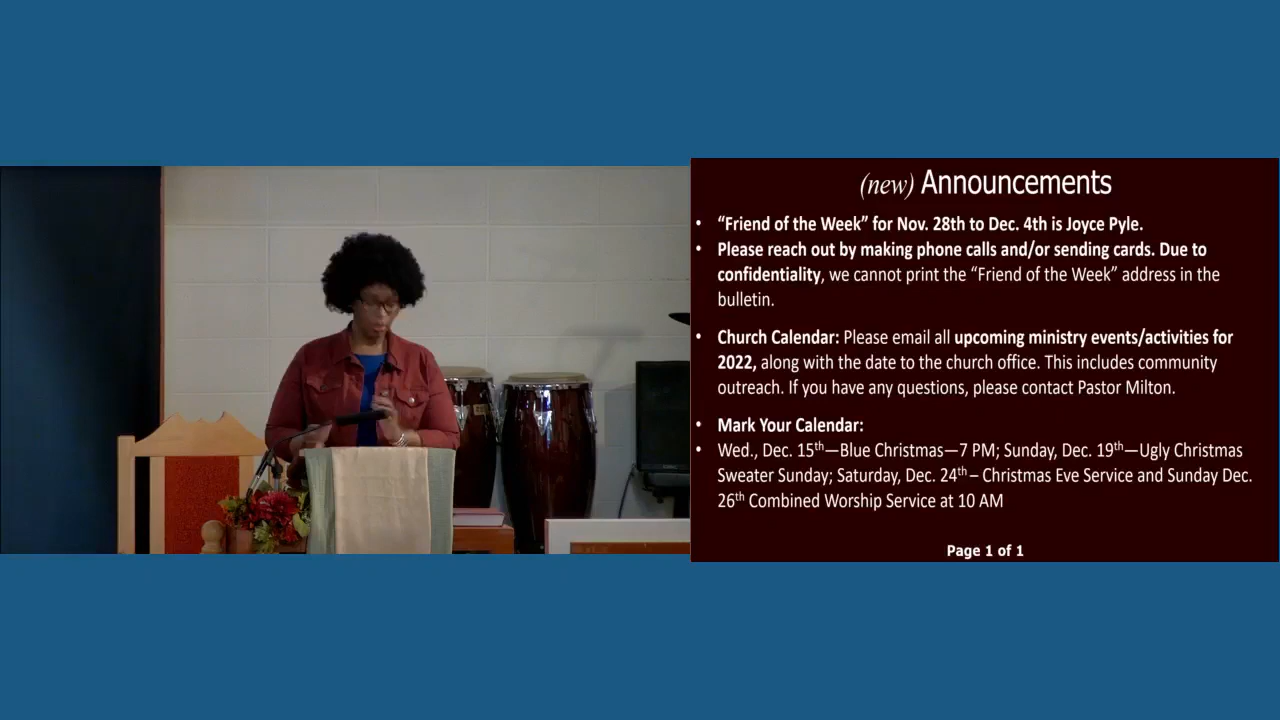 (new) Announcements
• “Friend of the Week” for Nov. 28th to Dec. 4th is Joyce Pyle.
• Please reach out by making phone calls and/or sending cards. Due to
confidentiality, we cannot print the “Friend of the Week” address in the
bulletin.
• Church Calendar: Please email all upcoming ministry events/activities for
2022, along with the date to the church office. This includes community
outreach. If you have any questions, please contact Pastor Milton.
• Mark Your Calendar:
• Wed., Dec. 15th—Blue Christmas—7 PM; Sunday, Dec. 19th—Ugly Christmas
Sweater Sunday; Saturday, Dec. 24th – Christmas Eve Service and Sunday Dec.
26th Combined Worship Service at 10 AM
Page 1 of 1